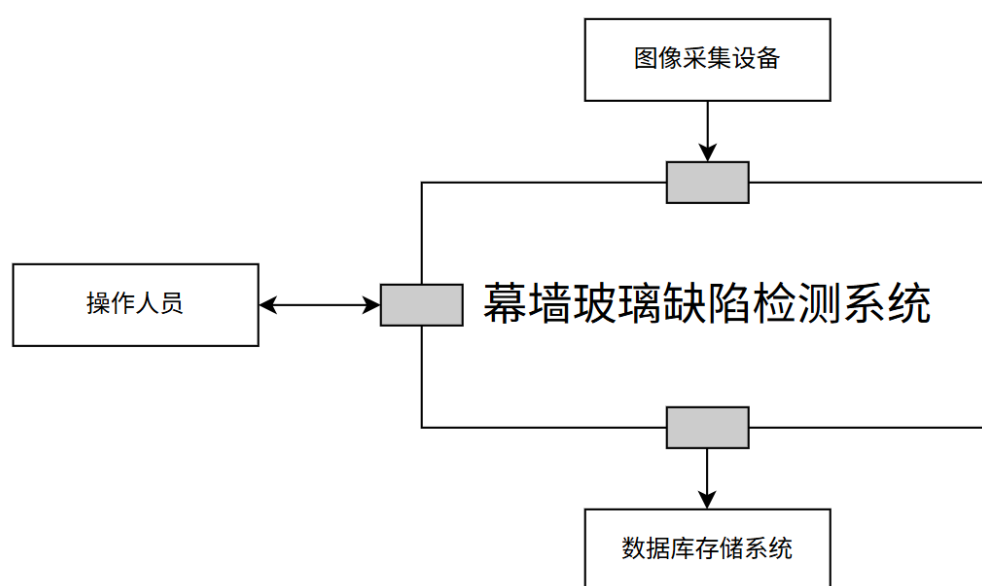 图像采集设备
操作人员
幕墙玻璃缺陷检测系统
数据库存储系统